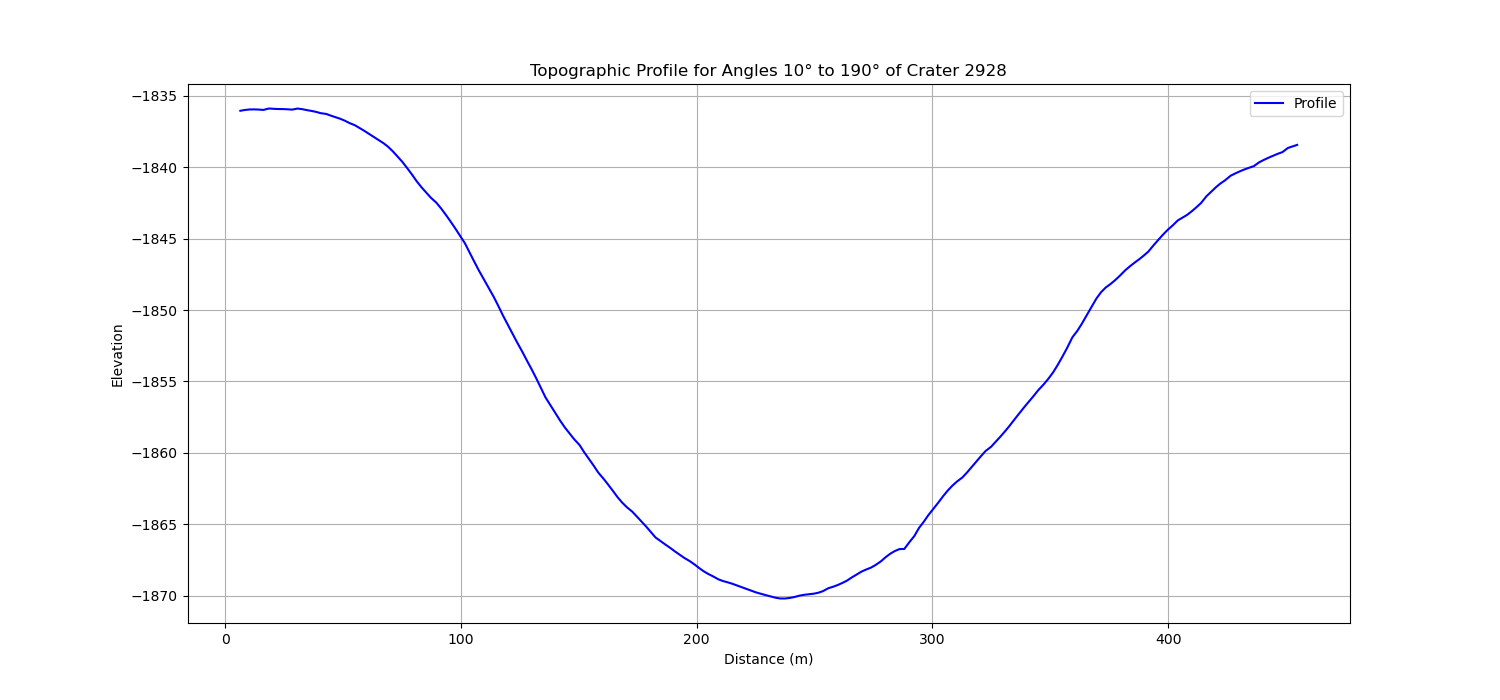 Topographic Profile for Angles 10° to 190° of Crater 2928
Profile
−1835
−1840
−1845
−1850
−1855
−1860
−1865
−1870
Elevation
0 100 200 300 400
Distance (m)